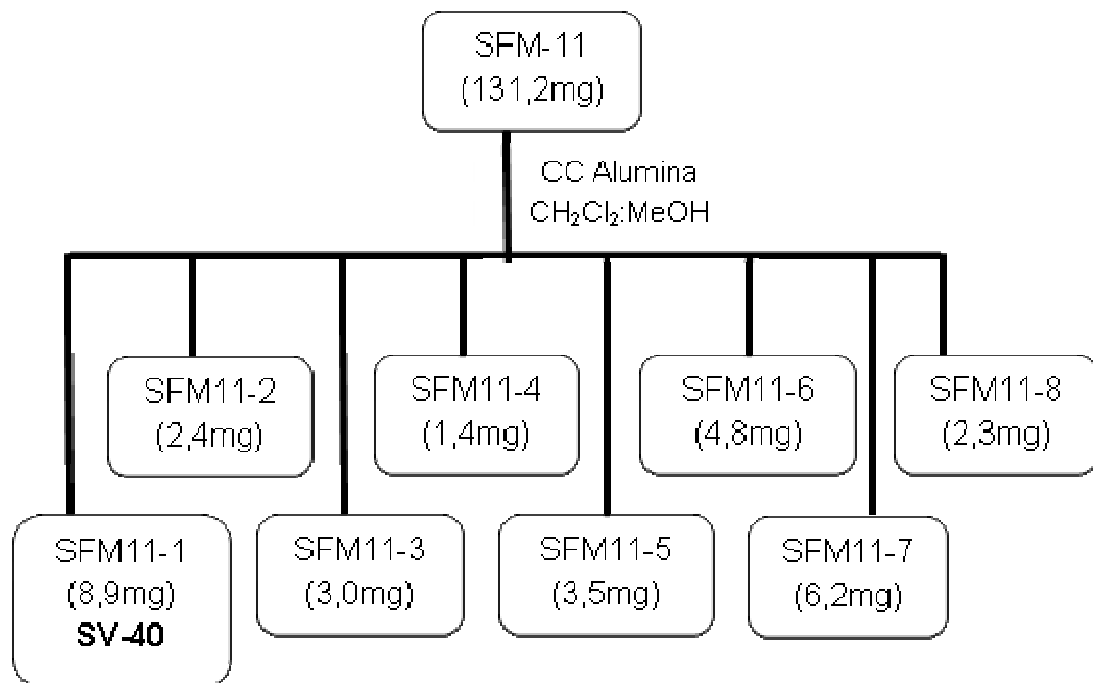 SFM-11
(131,2mg)
CC Alumina
CH₂Cl₂:MeOH
SFM11-2
(2,4mg)
SFM11-4
(1,4mg)
SFM11-6
(4,8mg)
SFM11-8
(2,3mg)
SFM11-1
(8,9mg)
SV-40
SFM11-3
(3,0mg)
SFM11-5
(3,5mg)
SFM11-7
(6,2mg)